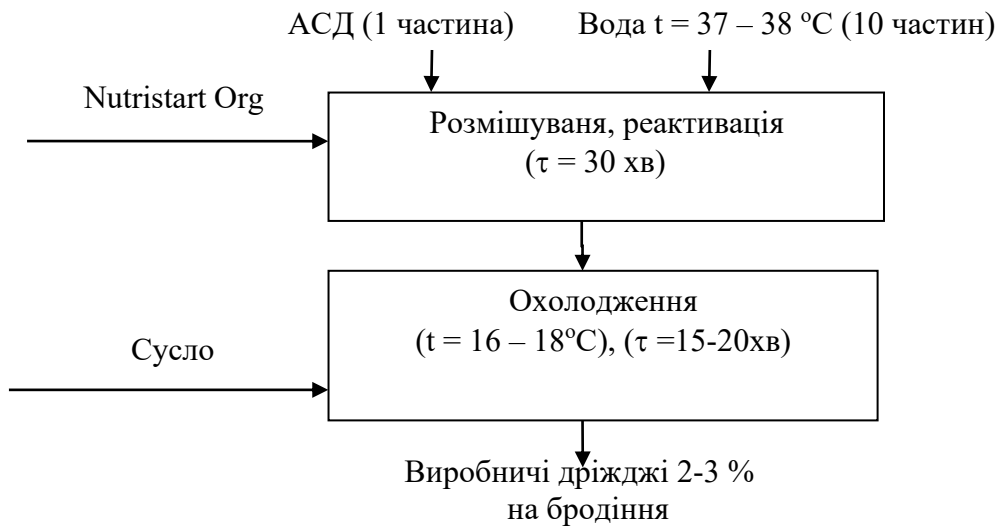 АСД (1 частина)
Вода t = 37 – 38 ºС (10 частин)
Nutristart Org
Розмішуваня, реактивація
(τ = 30 хв)
Охолодження
(t = 16 – 18ºС), (τ =15-20хв)
Сусло
Виробничі дріжджі 2-3 %
на бродіння